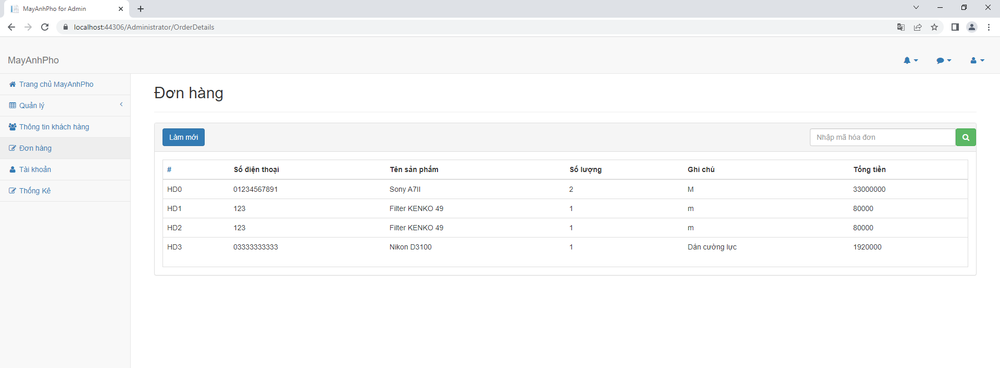 MayAnhPho for Admin
localhost:44306/Administrator/OrderDetails
MayAnhPho
Trang chủ MayAnhPho
Quản lý
Thông tin khách hàng
Đơn hàng
Tài khoản
Thống Kê
Đơn hàng
Làm mới
Nhập mã hóa đơn
# Số điện thoại Tên sản phẩm Số lượng Ghi chú Tổng tiền
HD0 01234567891 Sony A7II 2 M 33000000
HD1 123 Filter KENKO 49 1 m 80000
HD2 123 Filter KENKO 49 1 m 80000
HD3 03333333333 Nikon D3100 1 Dán cường lực 1920000